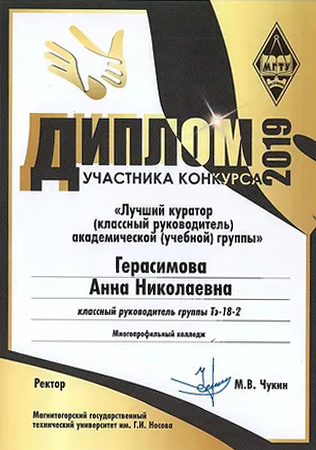 МГТУ
ДИПЛОМ
УЧАСТНИКА КОНКУРСА
2019
«Лучший куратор
(классный руководитель)
академической (учебной) группы»
Герасимова
Анна Николаевна
классный руководитель группы Тэ-18-2
Многопрофильный колледж
Ректор
М.В. Чукин
Магнитогорский государственный
технический университет им. Г.И. Носова